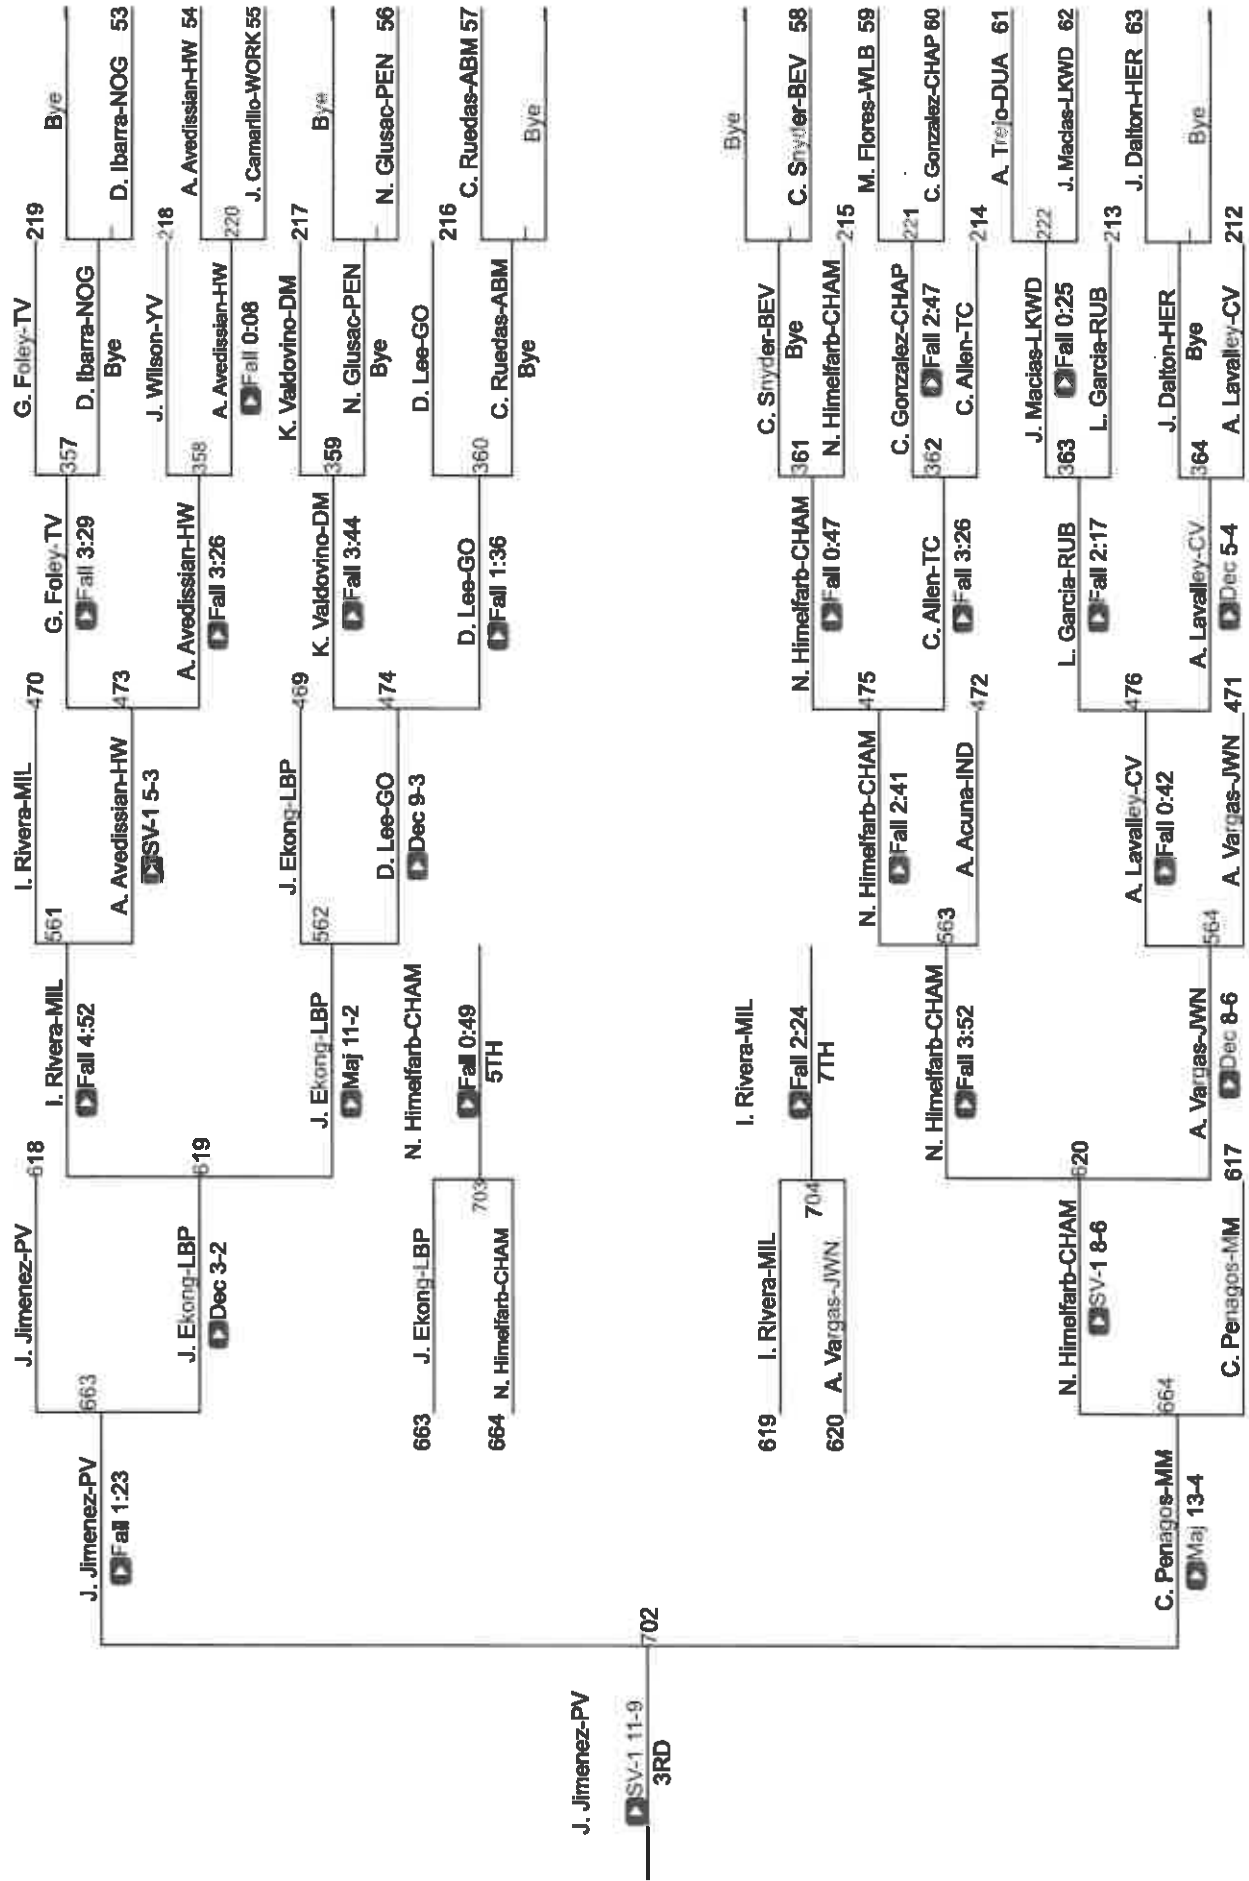 J. Jimenez-PV
SV-1 11-9
3RD
702
J. Jimenez-PV
Fall 1:23
C. Penagos-MM
Maj 13-4
663
J. Jimenez-PV 618
J. Ekong-LBP
Dec 3-2
619
663 J. Ekong-LBP
703
664 N. Himelfarb-CHAM
619 I. Rivera-MIL
704
620 A. Vargas-JWN
N. Himelfarb-CHAM
SV-1 8-6
620
664
C. Penagos-MM 617
I. Rivera-MIL
Fall 4:52
J. Ekong-LBP
Maj 11-2
N. Himelfarb-CHAM
Fall 0:49
5TH
I. Rivera-MIL
Fall 2:24
7TH
N. Himelfarb-CHAM
Fall 3:52
A. Vargas-JWN
Dec 8-6
I. Rivera-MIL 470
561
A. Avedissian-HW
SV-1 5-3
473
J. Ekong-LBP 469
562
D. Lee-GO
Dec 9-3
474
N. Himelfarb-CHAM
Fall 2:41
475
563
A. Acuna-IND 472
A. Lavalley-CV
Fall 0:42
476
564
A. Vargas-JWN 471
G. Foley-TV
Fall 3:29
A. Avedissian-HW
Fall 3:26
K. Valdovino-DM
Fall 3:44
D. Lee-GO
Fall 1:36
N. Himelfarb-CHAM
Fall 0:47
C. Allen-TC
Fall 3:26
L. Garcia-RUB
Fall 2:17
A. Lavalley-CV
Dec 5-4
G. Foley-TV 219
357
D. Ibarra-NOG
Bye
J. Wilson-YV 218
358
A. Avedissian-HW
Fall 0:08
220
K. Valdovino-DM 217
359
N. Glusac-PEN
Bye
D. Lee-GO 216
360
C. Ruedas-ABM
Bye
C. Snyder-BEV
Bye
361
N. Himelfarb-CHAM 215
C. Gonzalez-CHAP
Fall 2:47
221
362
C. Allen-TC 214
J. Macias-LKWD
Fall 0:25
222
363
L. Garcia-RUB 213
J. Dalton-HER
Bye
364
A. Lavalley-CV 212
Bye
D. Ibarra-NOG 53
A. Avedissian-HW 54
J. Camarillo-WORK 55
Bye
N. Glusac-PEN 56
C. Ruedas-ABM 57
Bye
Bye
C. Snyder-BEV 58
M. Flores-WLB 59
C. Gonzalez-CHAP 60
A. Trejo-DUA 61
J. Macias-LKWD 62
J. Dalton-HER 63
Bye